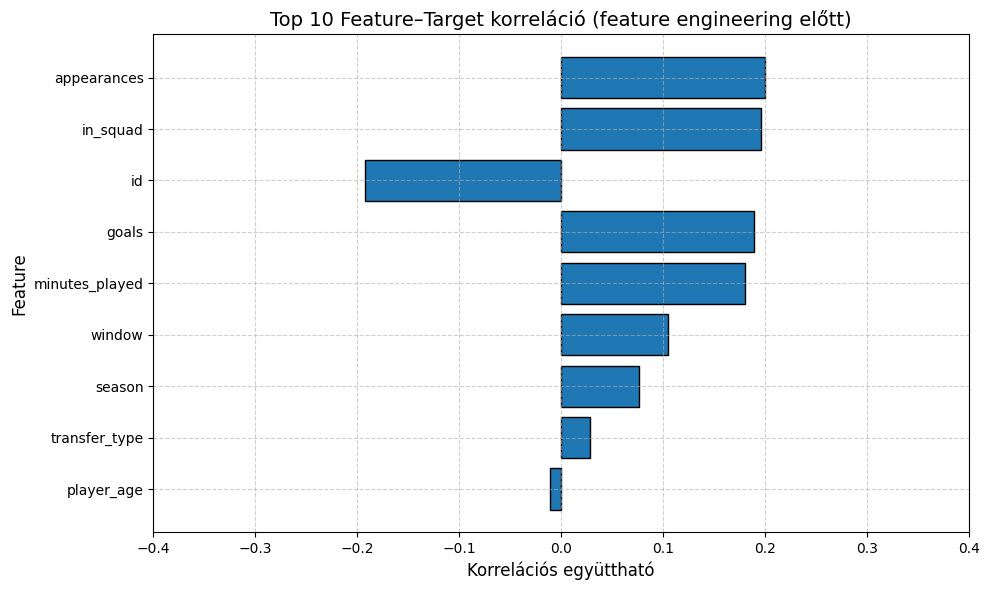 Top 10 Feature–Target korreláció (feature engineering előtt)
Feature
appearances
in_squad
id
goals
minutes_played
window
season
transfer_type
player_age
−0.4 −0.3 −0.2 −0.1 0.0 0.1 0.2 0.3 0.4
Korrelációs együttható